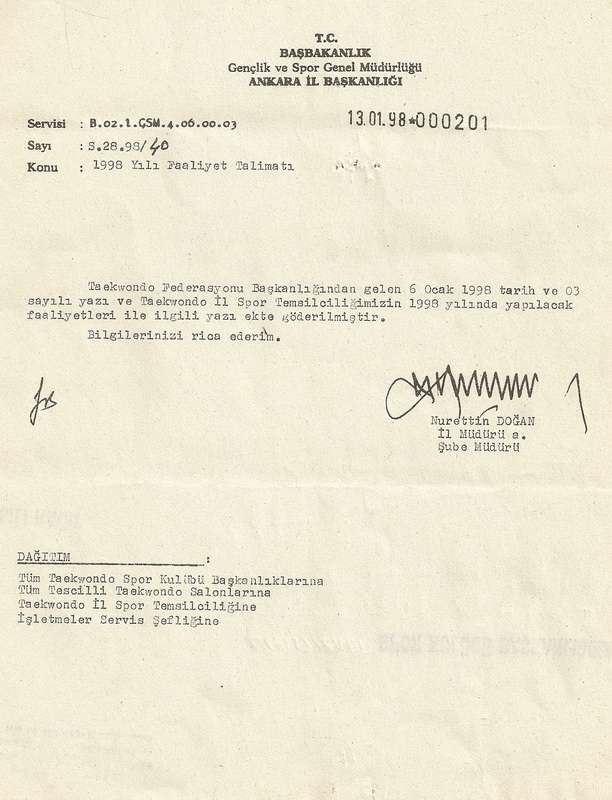 T.C.
BAŞBAKANLIK
Gençlik ve Spor Genel Müdürlüğü
ANKARA İL BAŞKANLIĞI
Servisi : B.02.1.GSM.4.06.00.03
13.01.98*000201
Sayı : S.28.98/40
Konu : 1998 Yılı Faaliyet Talimatı
Taekwondo Federasyonu Başkanlığından gelen 6 Ocak 1998 tarih ve 03
sayılı yazı ve Taekwondo İl Spor Temsilciliğimizin 1998 yılında yapılacak
faaliyetleri ile ilgili yazı ekte göderilmiştir.
Bilgilerinizi rica ederim.
Nurettin DOĞAN
İl Müdürü a.
Şube Müdürü
DAĞITIM :
Tüm Taekwondo Spor Kulübü Başkanlıklarına
Tüm Tescilli Taekwondo Salonlarına
Taekwondo İl Spor Temsilciliğine
İşletmeler Servis Şefliğine